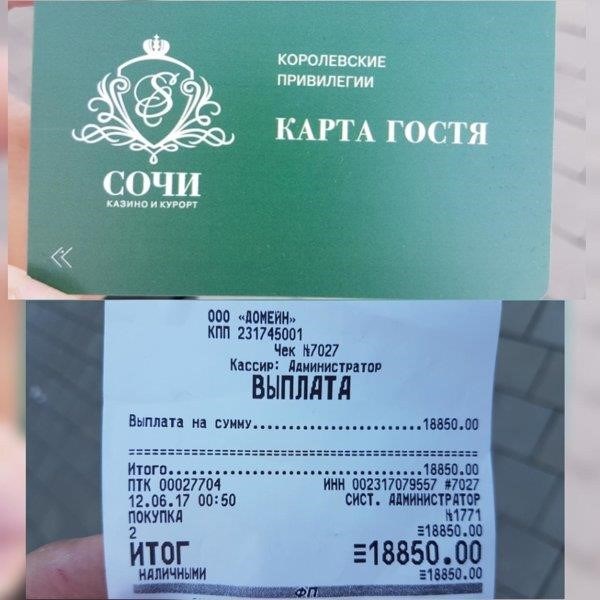 КОРОЛЕВСКИЕ
ПРИВИЛЕГИИ
КАРТА ГОСТЯ
СОЧИ
КАЗИНО И КУРОРТ
ООО «ДОМЕЙН»
КПП 231745001
Чек №7027
Кассир: Администратор
ВЫПЛАТА
Выплата на сумму........................18850.00
================================================
Итого...................................18850.00
ПТК 00027704 ИНН 002317079557 #7027
12.06.17 00:50 СИСТ. АДМИНИСТРАТОР
ПОКУПКА №1771
2 ≡18850.00
ИТОГ ≡18850.00
НАЛИЧНЫМИ ≡18850.00
ФП